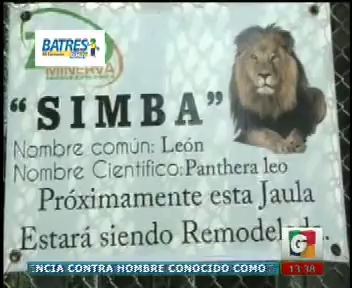 BATRES
MINERVA
"SIMBA"
Nombre común: León
Nombre Científico: Panthera leo
Próximamente esta Jaula
Estará siendo
NCIA CONTRA HOMBRE CONOCIDO COMO
13:38